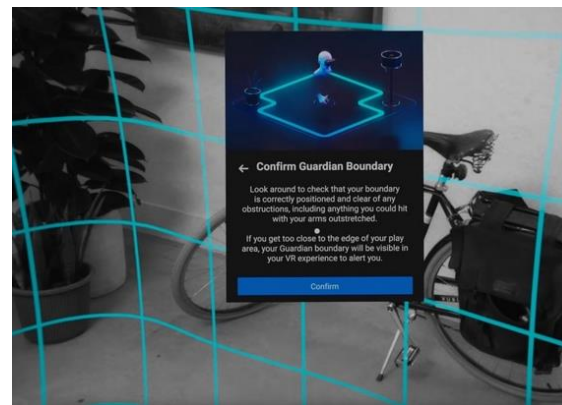 Confirm Guardian Boundary
Look around to check that your boundary
is correctly positioned and clear of any
obstructions, including anything you could hit
with your arms outstretched.
If you get too close to the edge of your play
area, your Guardian boundary will be visible in
your VR experience to alert you.
Confirm